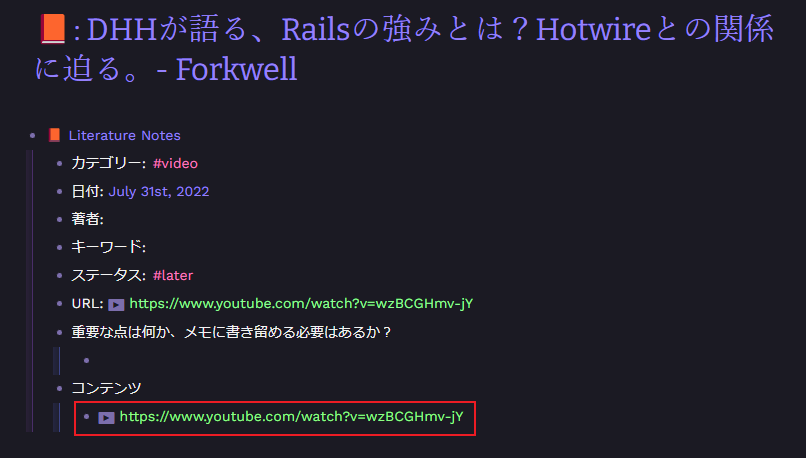 📕: DHHが語る、Railsの強みとは？Hotwireとの関係
に迫る。- Forkwell
📕 Literature Notes
カテゴリー: #video
日付: July 31st, 2022
著者:
キーワード:
ステータス: #later
URL: https://www.youtube.com/watch?v=wzBCGHmv-jY
重要な点は何か、メモに書き留める必要はあるか？
コンテンツ
https://www.youtube.com/watch?v=wzBCGHmv-jY